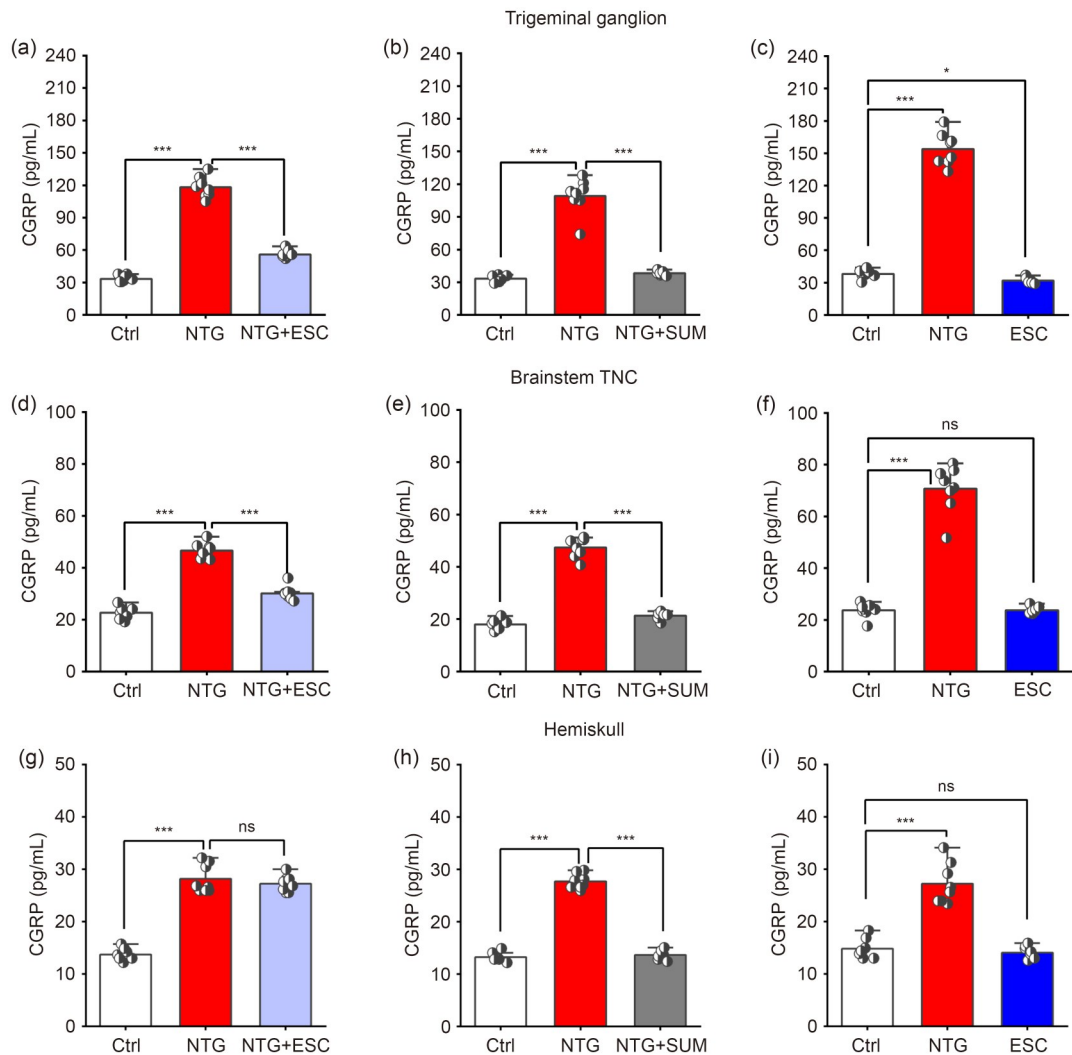 Trigeminal ganglion
(a)
CGRP (pg/mL)
240
210
180
150
120
90
60
30
0
***
***
Ctrl
NTG
NTG+ESC
(b)
CGRP (pg/mL)
240
210
180
150
120
90
60
30
0
***
***
Ctrl
NTG
NTG+SUM
(c)
CGRP (pg/mL)
240
210
180
150
120
90
60
30
0
*
***
Ctrl
NTG
ESC
Brainstem TNC
(d)
CGRP (pg/mL)
100
80
60
40
20
0
***
***
Ctrl
NTG
NTG+ESC
(e)
CGRP (pg/mL)
100
80
60
40
20
0
***
***
Ctrl
NTG
NTG+SUM
(f)
CGRP (pg/mL)
100
80
60
40
20
0
ns
***
Ctrl
NTG
ESC
Hemiskull
(g)
CGRP (pg/mL)
50
40
30
20
10
0
***
ns
Ctrl
NTG
NTG+ESC
(h)
CGRP (pg/mL)
50
40
30
20
10
0
***
***
Ctrl
NTG
NTG+SUM
(i)
CGRP (pg/mL)
50
40
30
20
10
0
ns
***
Ctrl
NTG
ESC